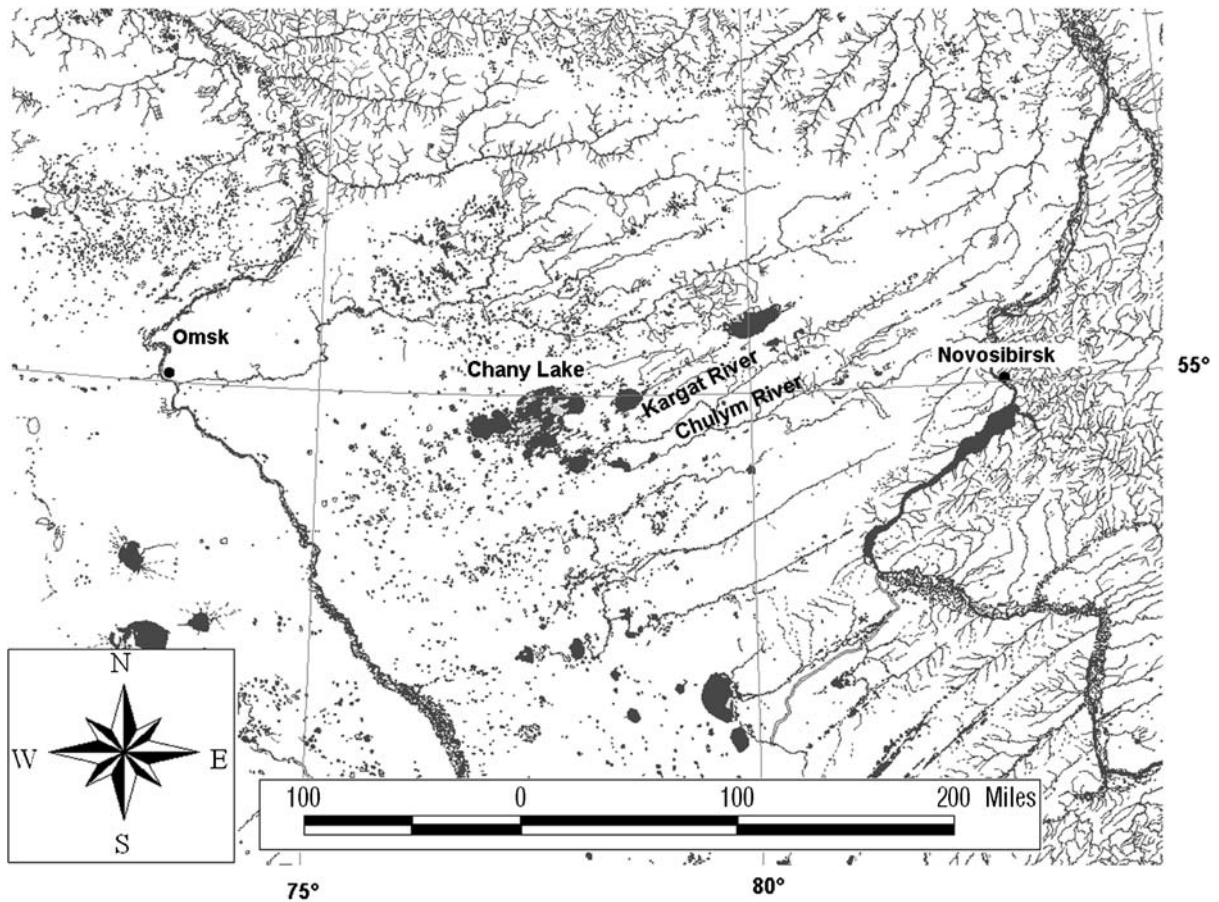 Omsk
Novosibirsk
55°
Chany Lake
Kargat River
Chulym River
N
W E
S
100 0 100 200 Miles
75° 80°